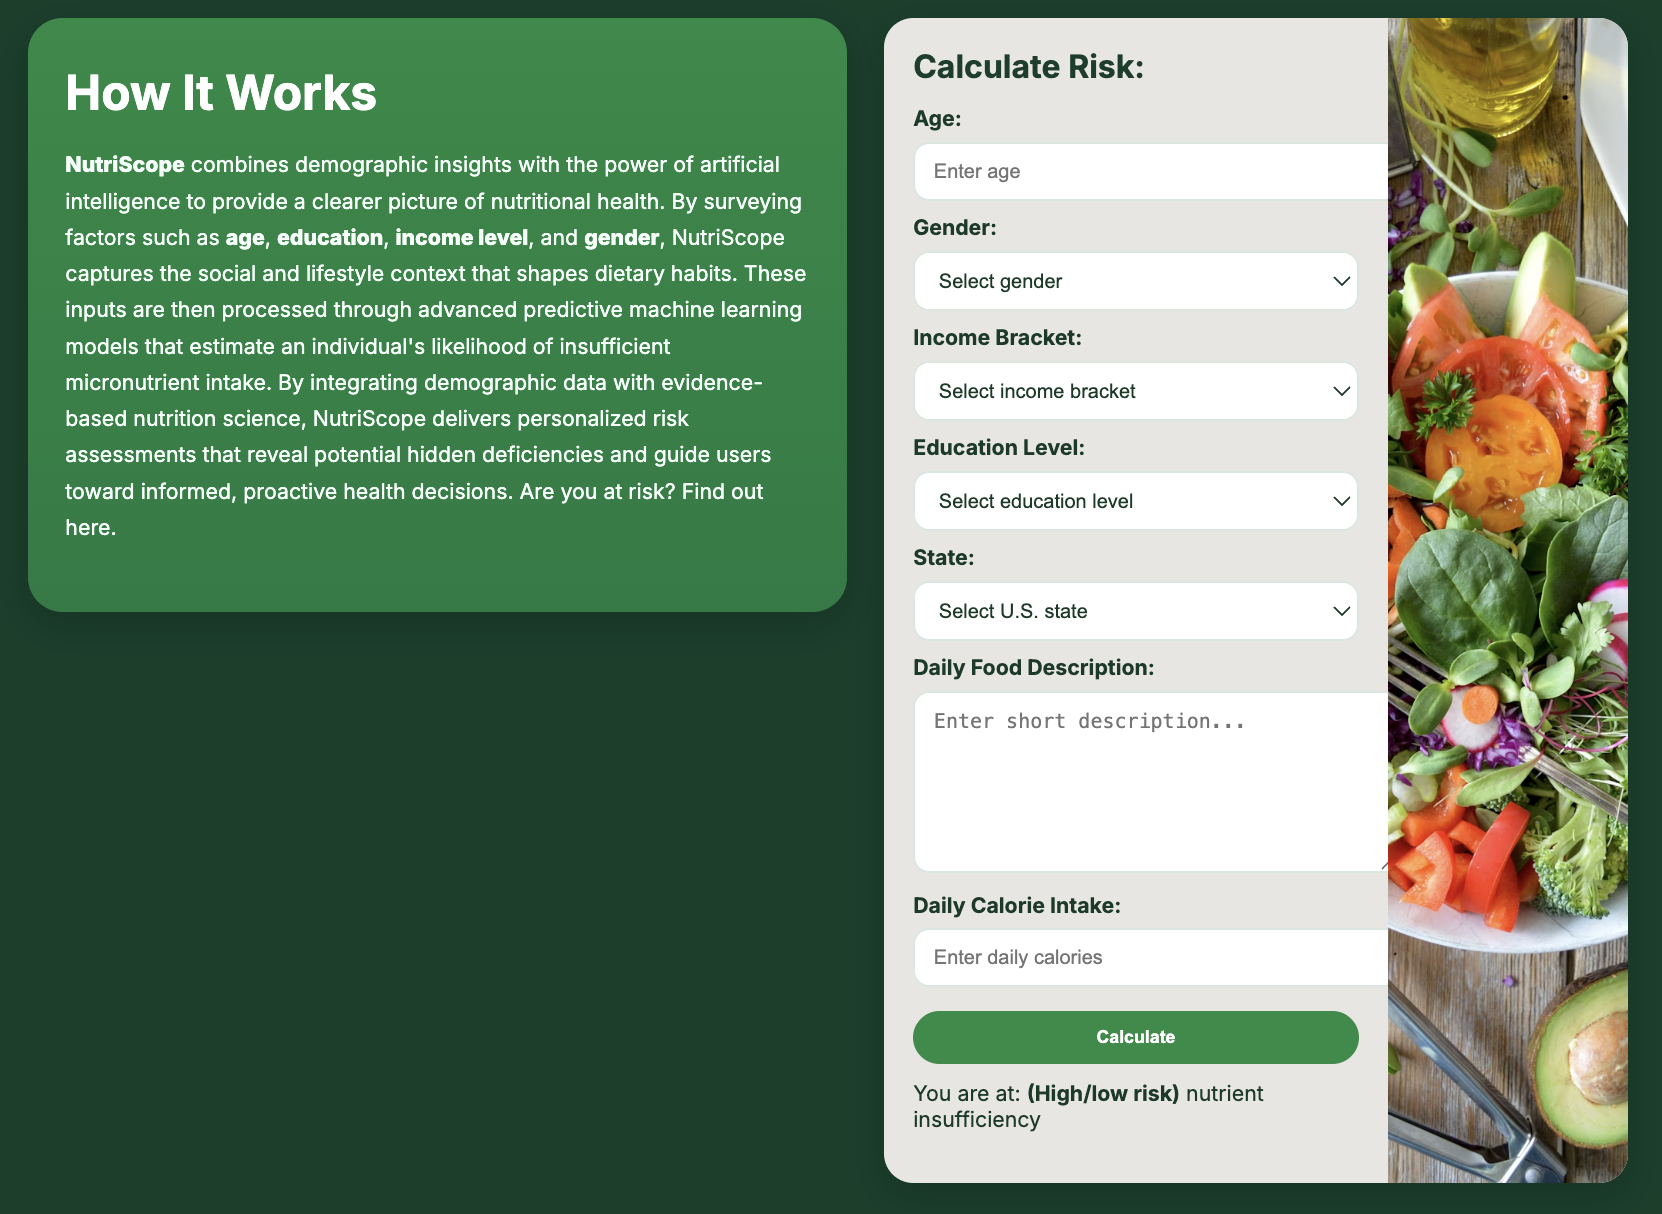 How It Works
NutriScope combines demographic insights with the power of artificial
intelligence to provide a clearer picture of nutritional health. By surveying
factors such as age, education, income level, and gender, NutriScope
captures the social and lifestyle context that shapes dietary habits. These
inputs are then processed through advanced predictive machine learning
models that estimate an individual's likelihood of insufficient
micronutrient intake. By integrating demographic data with evidence-
based nutrition science, NutriScope delivers personalized risk
assessments that reveal potential hidden deficiencies and guide users
toward informed, proactive health decisions. Are you at risk? Find out
here.
Calculate Risk:
Age:
Enter age
Gender:
Select gender
Income Bracket:
Select income bracket
Education Level:
Select education level
State:
Select U.S. state
Daily Food Description:
Enter short description...
Daily Calorie Intake:
Enter daily calories
Calculate
You are at: (High/low risk) nutrient
insufficiency